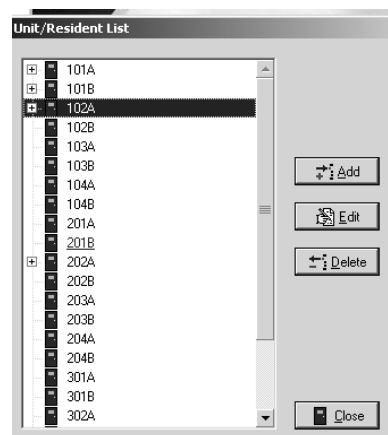 Unit/Resident List
101A
101B
102A
102B
103A
103B
104A
104B
201A
201B
202A
202B
203A
203B
204A
204B
301A
301B
302A
Add
Edit
Delete
Close